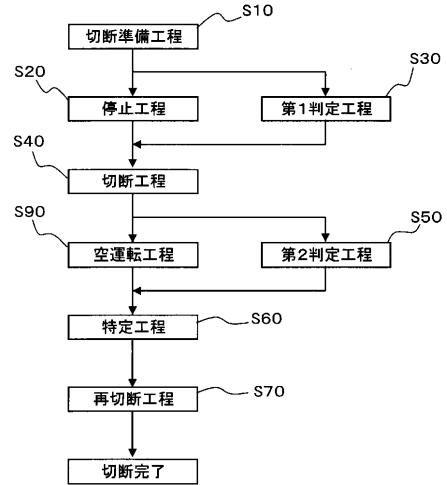 S10
切断準備工程
S20
S30
停止工程
第1判定工程
S40
切断工程
S90
S50
空運転工程
第2判定工程
S60
特定工程
S70
再切断工程
切断完了